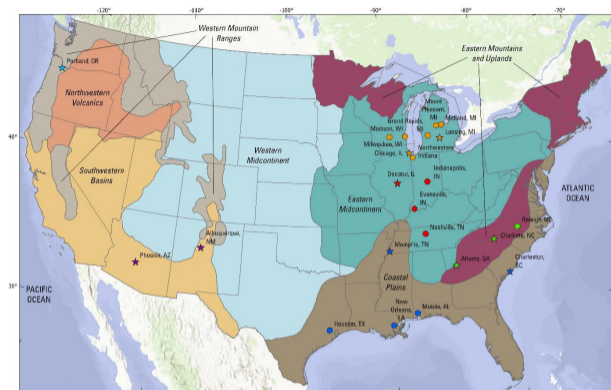 -120°
-110°
-100°
-90°
-80°
-70°
Western Mountain
Ranges
Eastern Mountains
and Uplands
Portland, OR
Northwestern
Volcanics
Mount
Pleasant,
MI
Midland, MI
Grand Rapids,
MI
Lansing, MI
Madison, WI
Milwaukee, WI
Chicago, IL
Northwestern
Indiana
40°
40°
Western
Midcontinent
Southwestern
Basins
Decatur, IL
Indianapolis,
IN
Evansville,
IN
Eastern
Midcontinent
ATLANTIC
OCEAN
Nashville, TN
Raleigh, NC
Charlotte, NC
Albuquerque,
NM
Memphis, TN
Phoenix, AZ
Atlanta, GA
Charleston,
SC
Coastal
Plains
PACIFIC
OCEAN
30°
30°
New
Orleans,
LA
Mobile, AL
Houston, TX